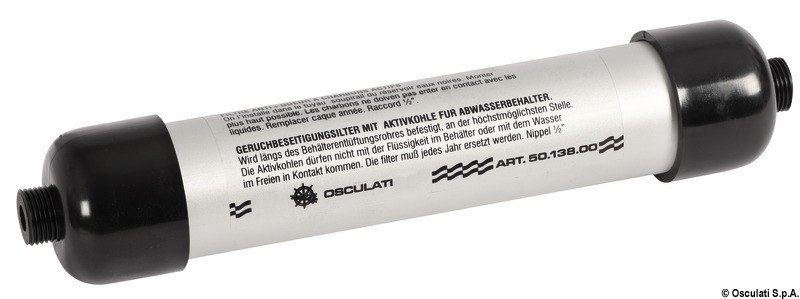 On l'installe dans le tuyau soupirail du réservoir eaux noires. Monter
plus haut possible. Les charbons ne doivent pas enter en contact avec les
liquides. Remplacer caque année. Raccord ½".
GERUCHBESEITIGUNGSILTER MIT AKTIVKOHLE FUR ABWASSERBEHALTER.
Wird längs des Behälterentlüftungsrohres befestigt, an der höchstmöglichsten Stelle.
Die Aktivkohlen dürfen nicht mit der Flüssigkeit im Behälter oder mit dem Wasser
im Freien in Kontakt kommen. Die filter muß jedes Jahr ersetzt werden. Nippel ½"
OSCULATI
ART. 50.138.00
© Osculati S.p.A.